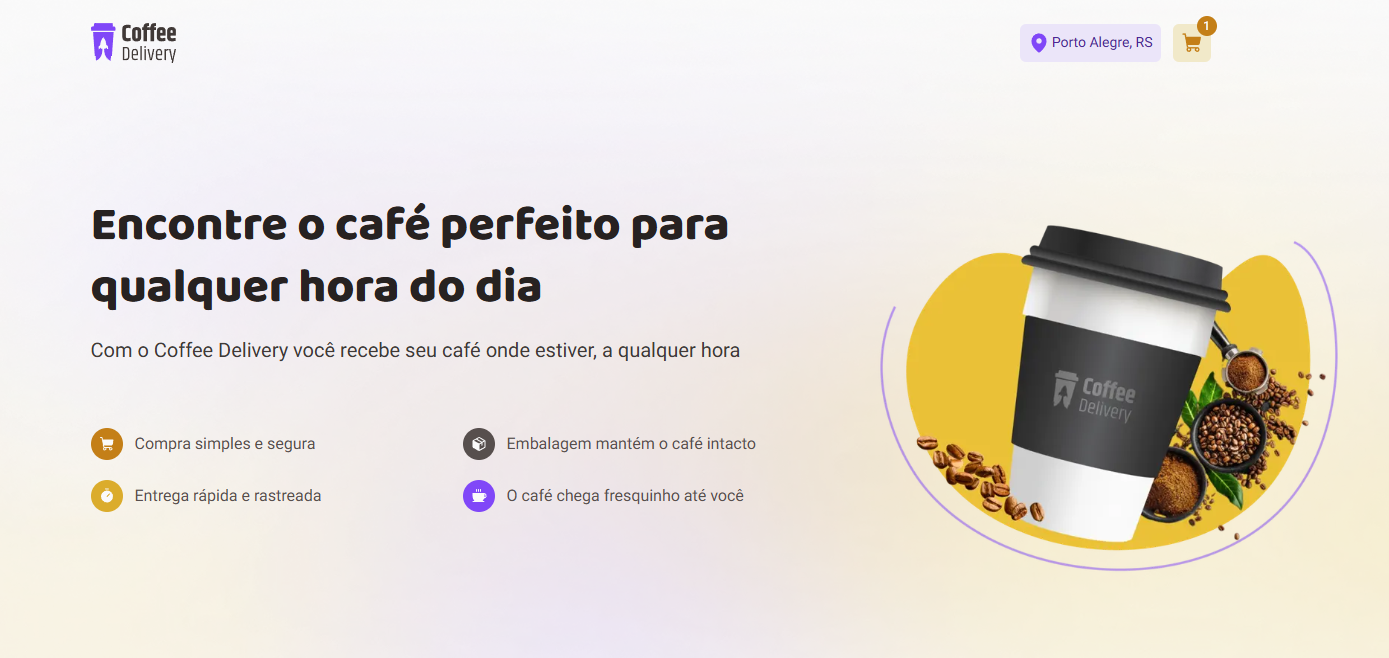 Coffee
Delivery
Porto Alegre, RS
1
Encontre o café perfeito para
qualquer hora do dia
Com o Coffee Delivery você recebe seu café onde estiver, a qualquer hora
Compra simples e segura
Embalagem mantém o café intacto
Entrega rápida e rastreada
O café chega fresquinho até você
Coffee
Delivery